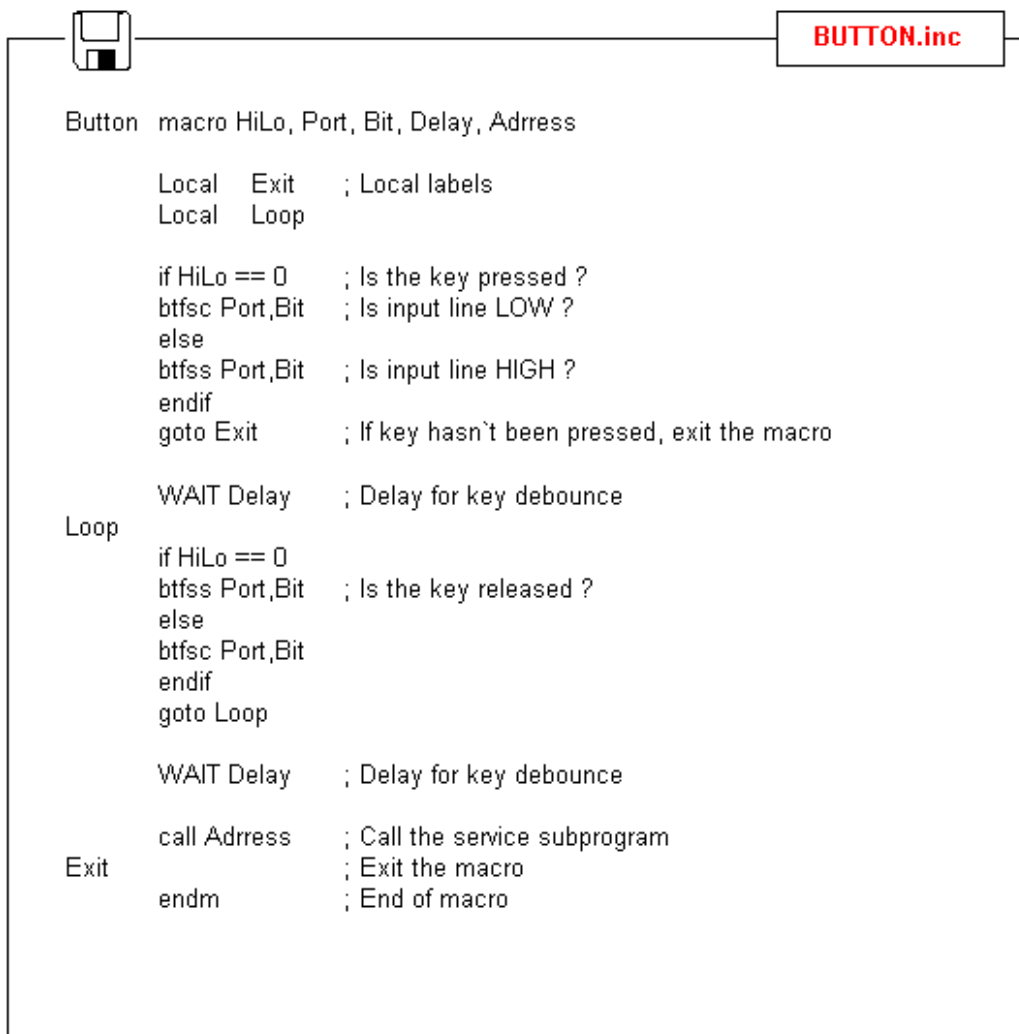 BUTTON.inc
Button macro HiLo, Port, Bit, Delay, Adrress
Local Exit ; Local labels
Local Loop
if HiLo == 0 ; Is the key pressed ?
btfsc Port,Bit ; Is input line LOW ?
else
btfss Port,Bit ; Is input line HIGH ?
endif
goto Exit ; If key hasn`t been pressed, exit the macro
WAIT Delay ; Delay for key debounce
Loop
if HiLo == 0
btfss Port,Bit ; Is the key released ?
else
btfsc Port,Bit
endif
goto Loop
WAIT Delay ; Delay for key debounce
call Adrress ; Call the service subprogram
Exit ; Exit the macro
endm ; End of macro